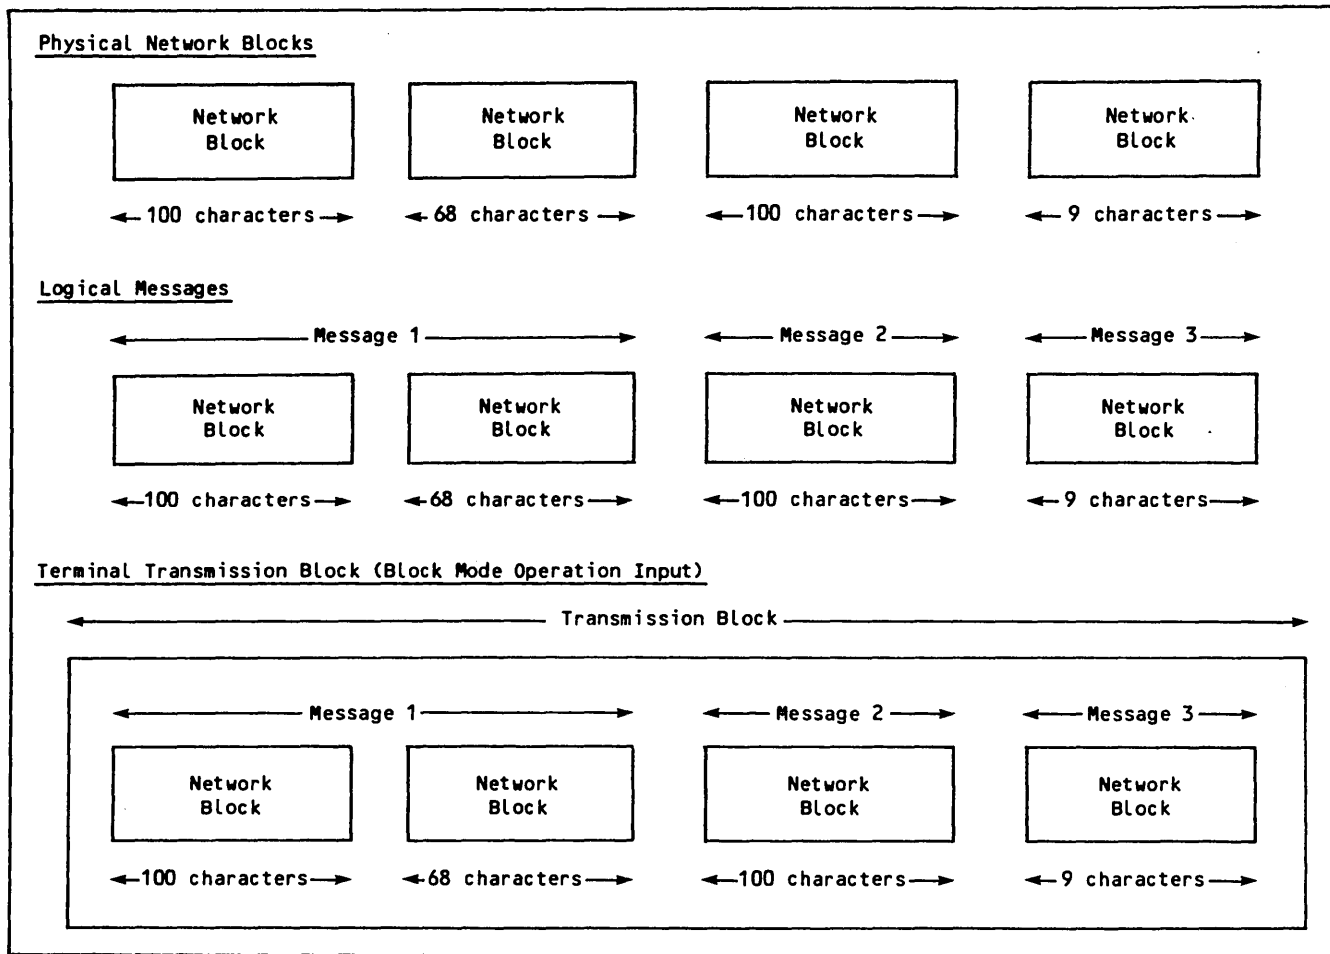 Physical Network Blocks
Network Block
Network Block
Network Block
Network Block
100 characters
68 characters
100 characters
9 characters
Logical Messages
Message 1
Message 2
Message 3
Network Block
Network Block
Network Block
Network Block
100 characters
68 characters
100 characters
9 characters
Terminal Transmission Block (Block Mode Operation Input)
Transmission Block
Message 1
Message 2
Message 3
Network Block
Network Block
Network Block
Network Block
100 characters
68 characters
100 characters
9 characters